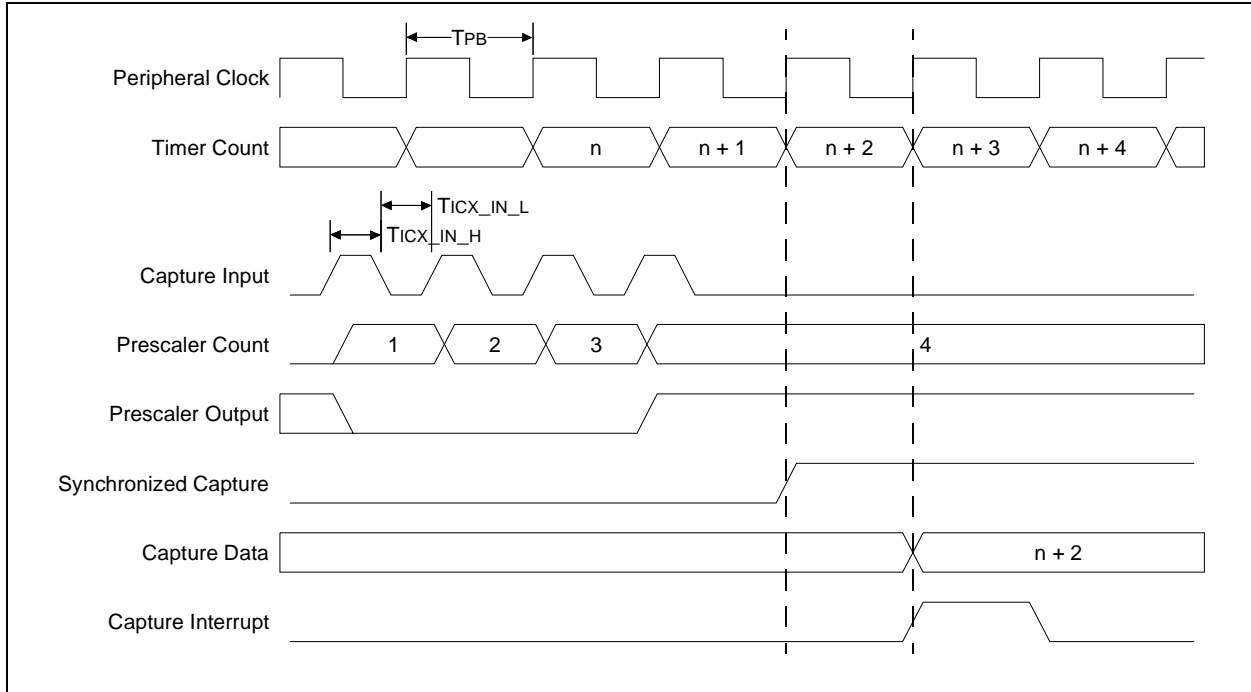 TPB
Peripheral Clock
Timer Count n n + 1 n + 2 n + 3 n + 4
TICX_IN_L
TICX_IN_H
Capture Input
Prescaler Count 1 2 3 4
Prescaler Output
Synchronized Capture
Capture Data n + 2
Capture Interrupt